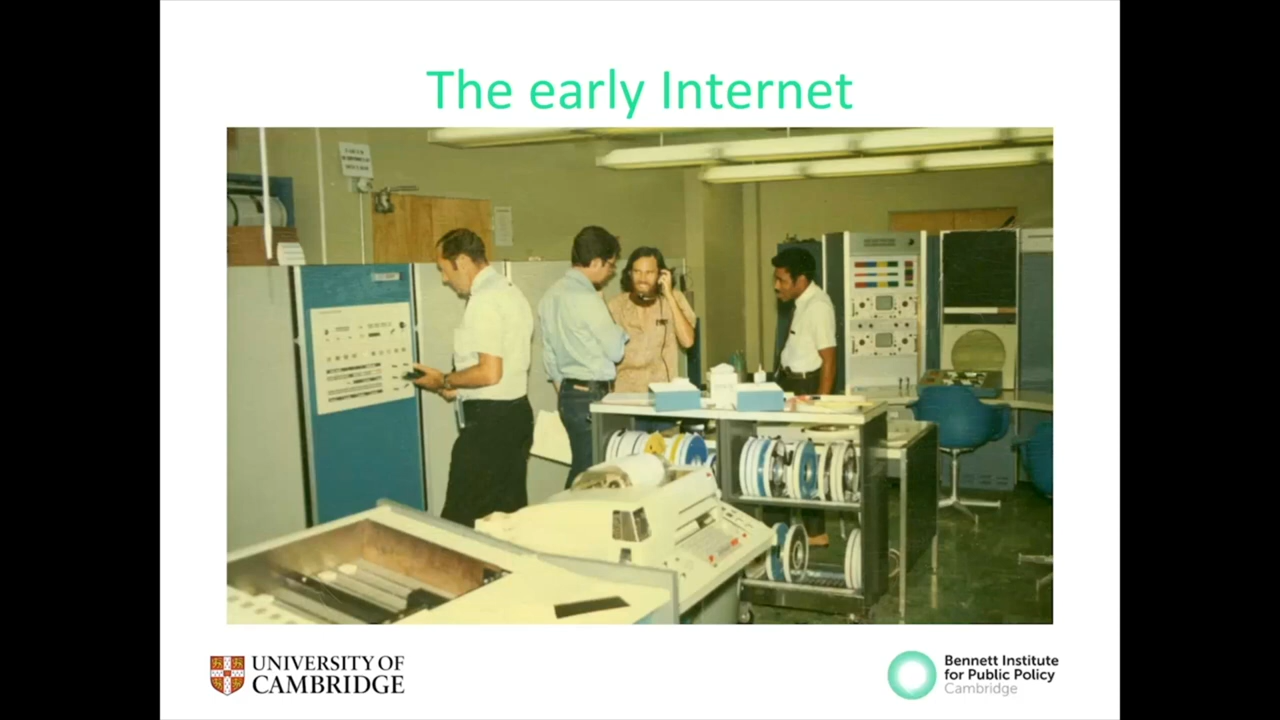 The early Internet
UNIVERSITY OF
CAMBRIDGE
Bennett Institute
for Public Policy
Cambridge